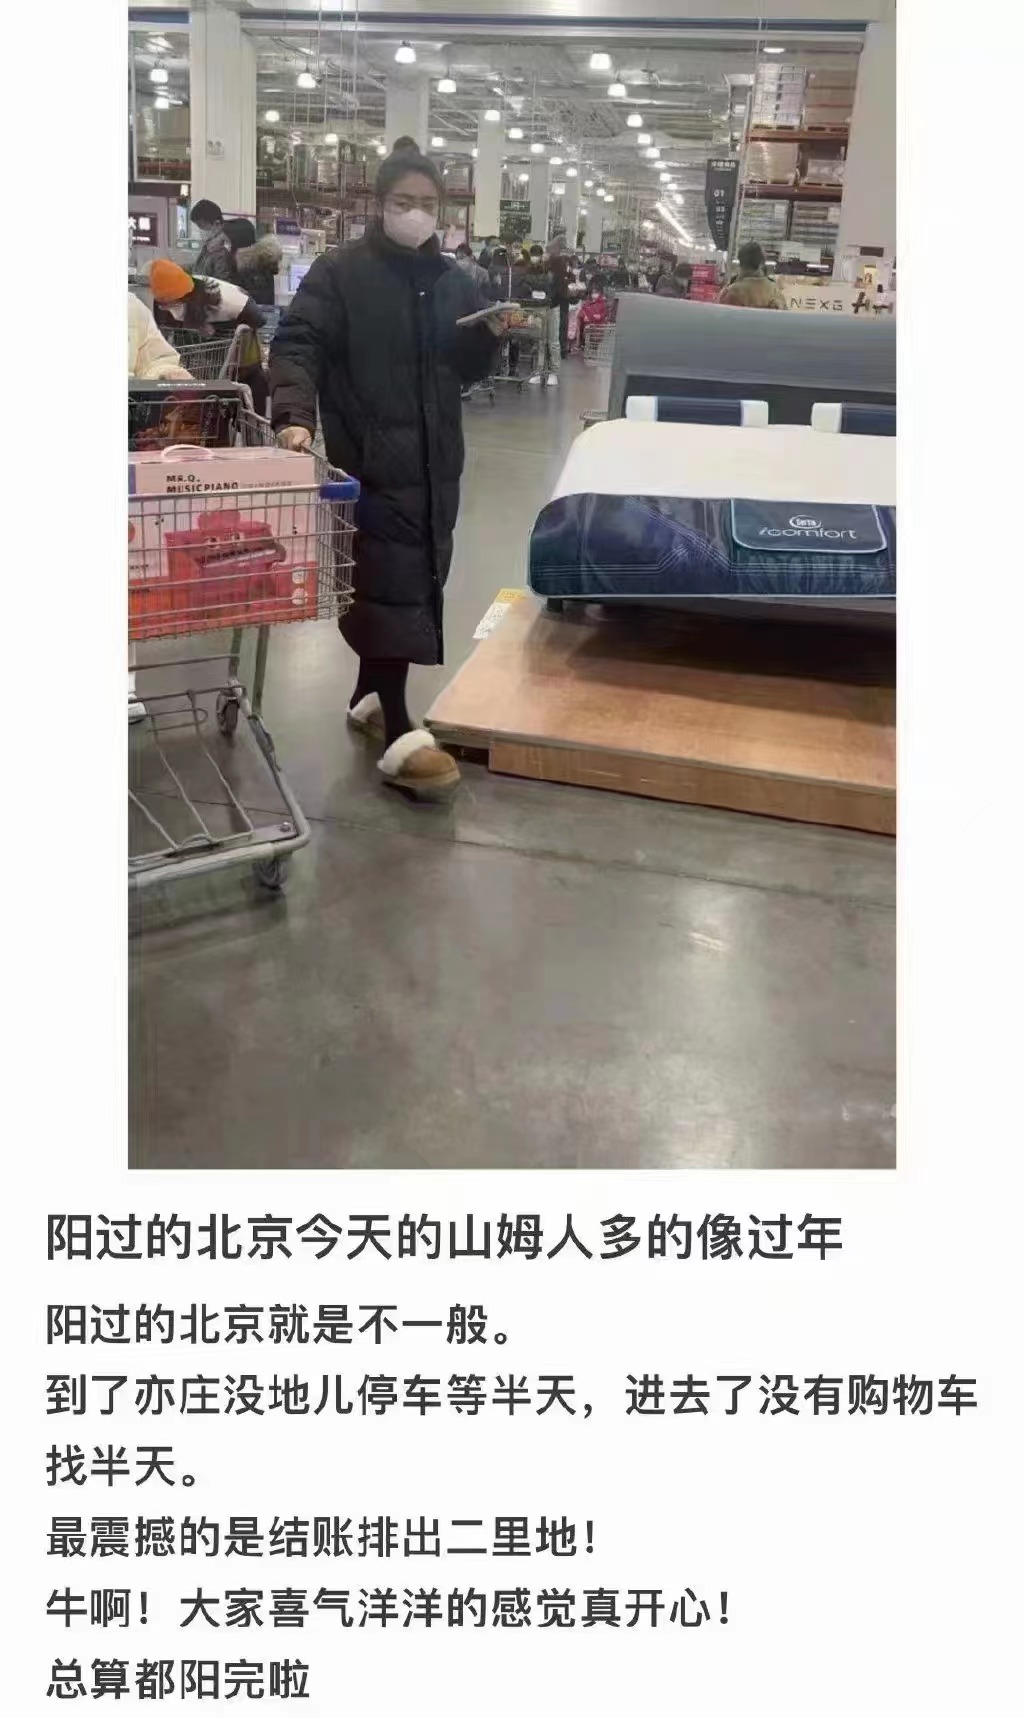 大福
01
NEXG
MR.Q.
MUSICPIANO
SERTA
iComfort
阳过的北京今天的山姆人多的像过年
阳过的北京就是不一般。
到了亦庄没地儿停车等半天，进去了没有购物车
找半天。
最震撼的是结账排出二里地！
牛啊！大家喜气洋洋的感觉真开心！
总算都阳完啦